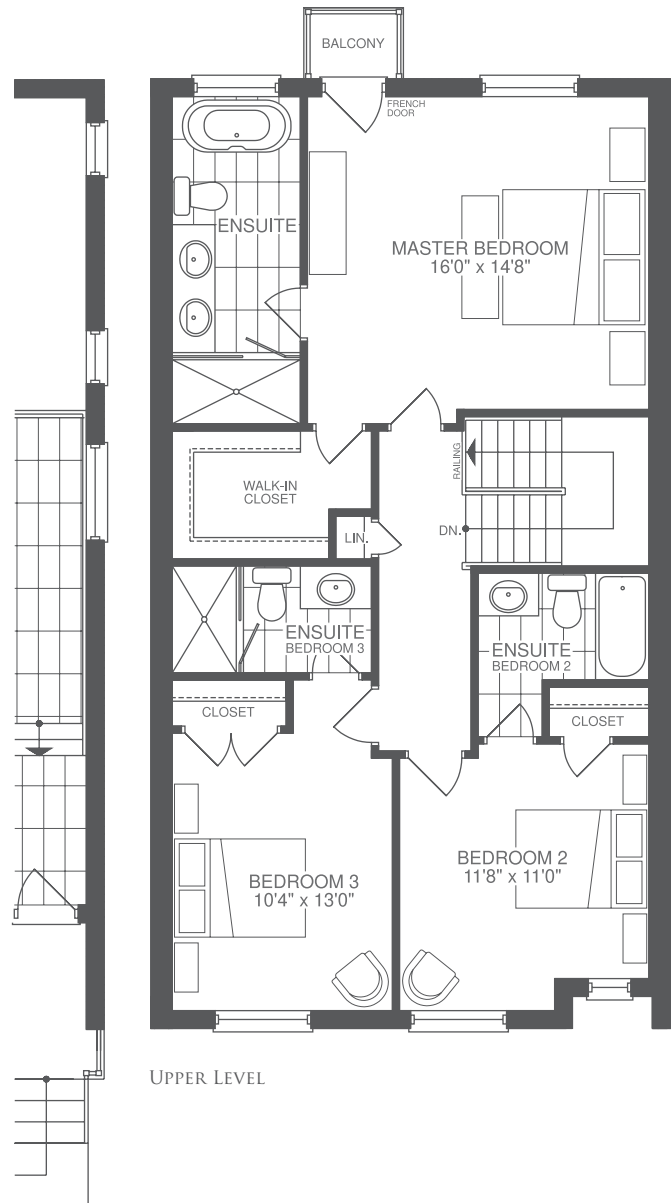 BALCONY
FRENCH
DOOR
ENSUITE
MASTER BEDROOM
16'0" x 14'8"
WALK-IN
CLOSET
RAILING
LIN.
DN.
ENSUITE
BEDROOM 3
ENSUITE
BEDROOM 2
CLOSET
CLOSET
BEDROOM 3
10'4" x 13'0"
BEDROOM 2
11'8" x 11'0"
UPPER LEVEL